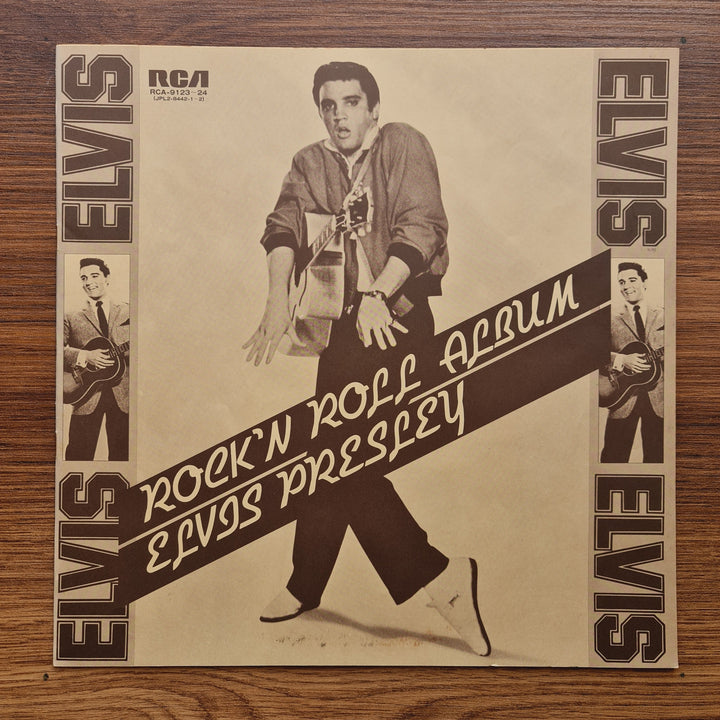 ELVIS
RCA
RCA-9123~24
(JPL2-8442-1~2)
ELVIS
ROCK'N ROLL ALBUM
ELVIS PRESLEY
ELVIS
ELVIS